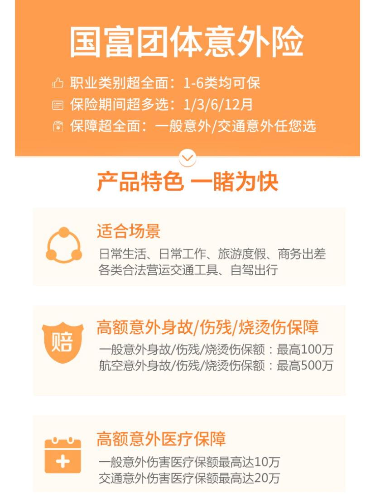 国富团体意外险
职业类别超全面：1-6类均可保
保险期间超多选：1/3/6/12月
保障超全面：一般意外/交通意外任您选
产品特色 一睹为快
适合场景
日常生活、日常工作、旅游度假、商务出差
各类合法营运交通工具、自驾出行
赔
高额意外身故/伤残/烧烫伤保障
一般意外身故/伤残/烧烫伤保额：最高100万
航空意外身故/伤残/烧烫伤保额：最高500万
高额意外医疗保障
一般意外伤害医疗保额最高达10万
交通意外伤害医疗保额最高达20万